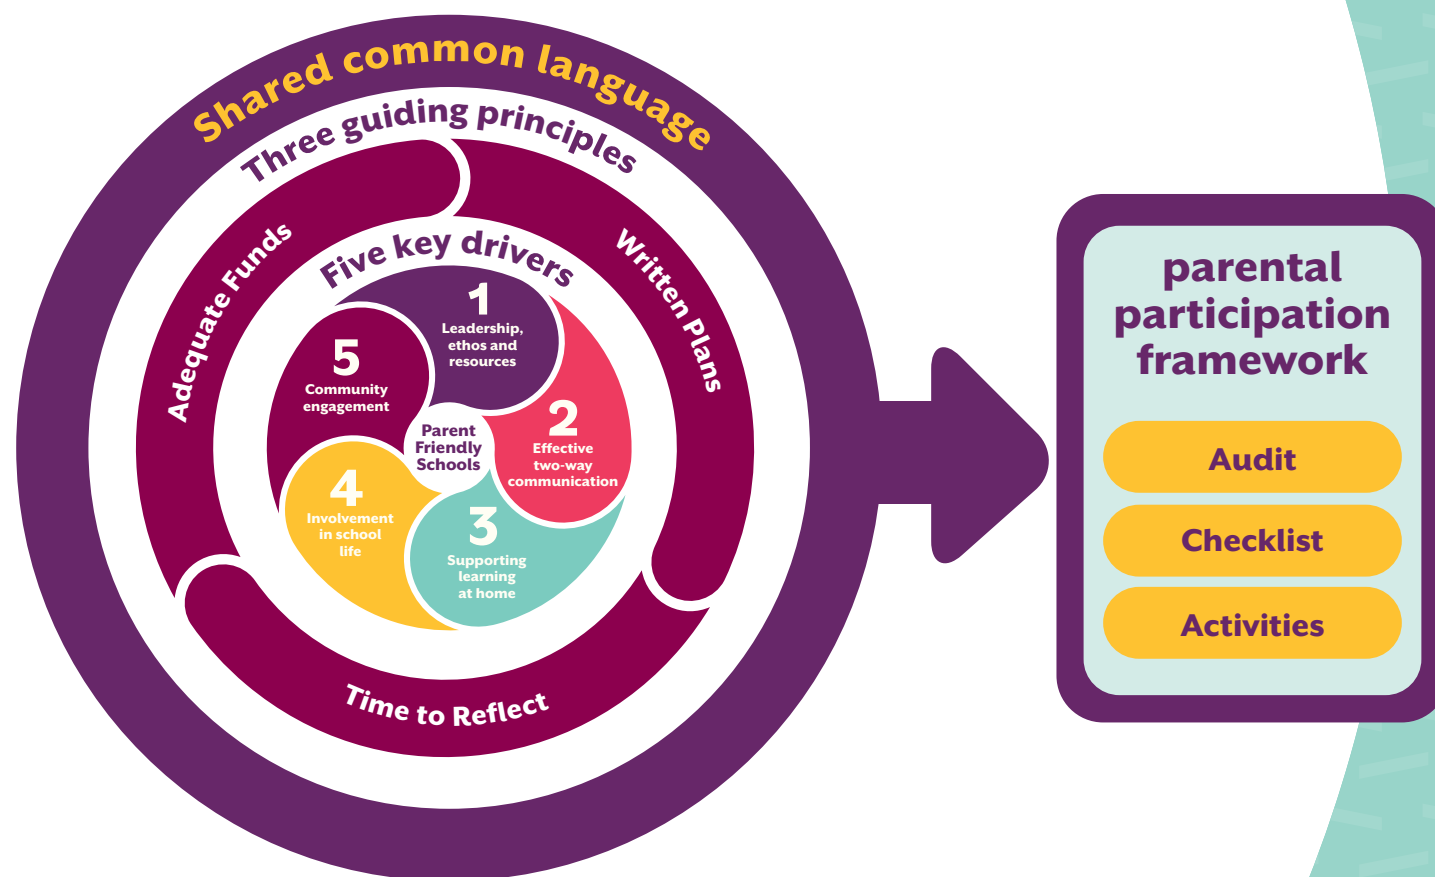 Shared common language
Three guiding principles
Adequate Funds
Written Plans
Time to Reflect
Five key drivers
1
Leadership,
ethos and
resources
2
Effective
two-way
communication
3
Supporting
learning
at home
4
Involvement
in school
life
5
Community
engagement
Parent
Friendly
Schools
parental
participation
framework
Audit
Checklist
Activities